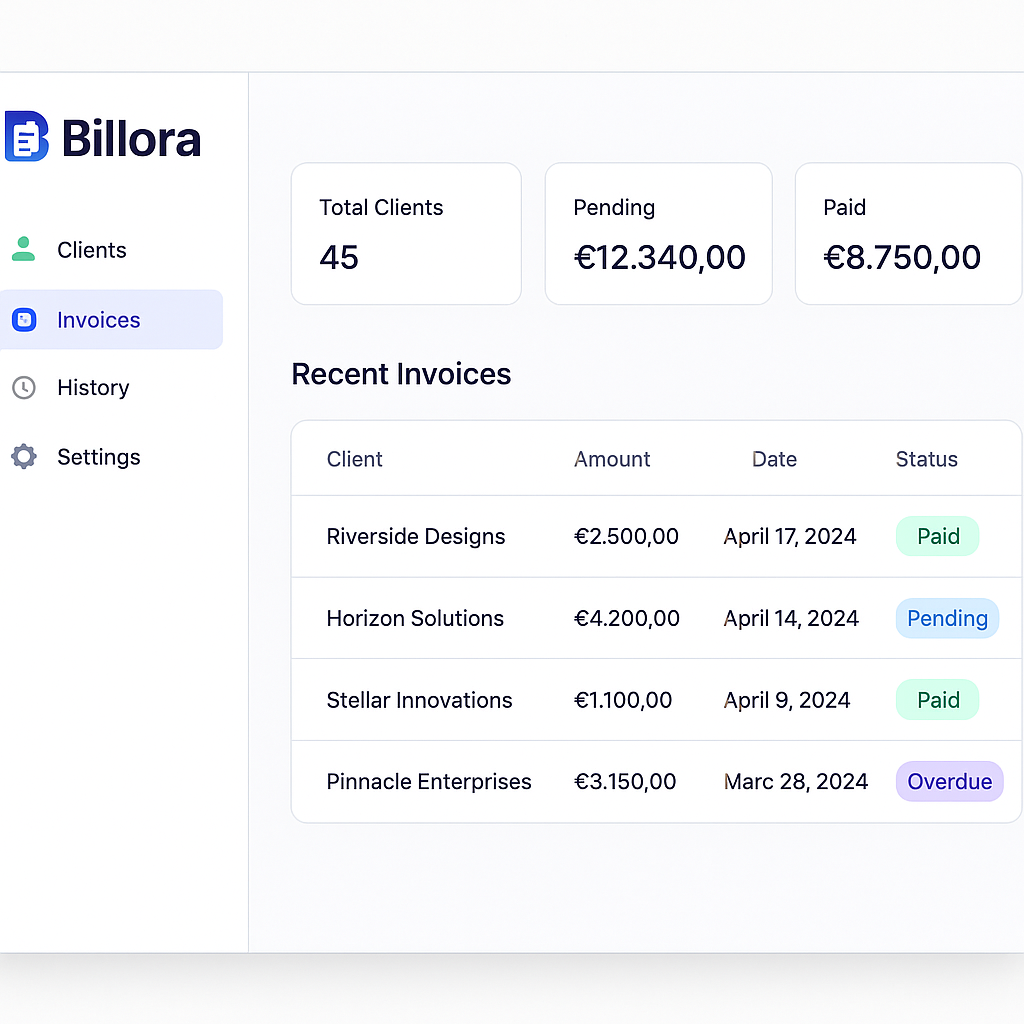 Billora
Clients
Invoices
History
Settings
Total Clients
45
Pending
€12.340,00
Paid
€8.750,00
Recent Invoices
Client Amount Date Status
Riverside Designs €2.500,00 April 17, 2024 Paid
Horizon Solutions €4.200,00 April 14, 2024 Pending
Stellar Innovations €1.100,00 April 9, 2024 Paid
Pinnacle Enterprises €3.150,00 Marc 28, 2024 Overdue